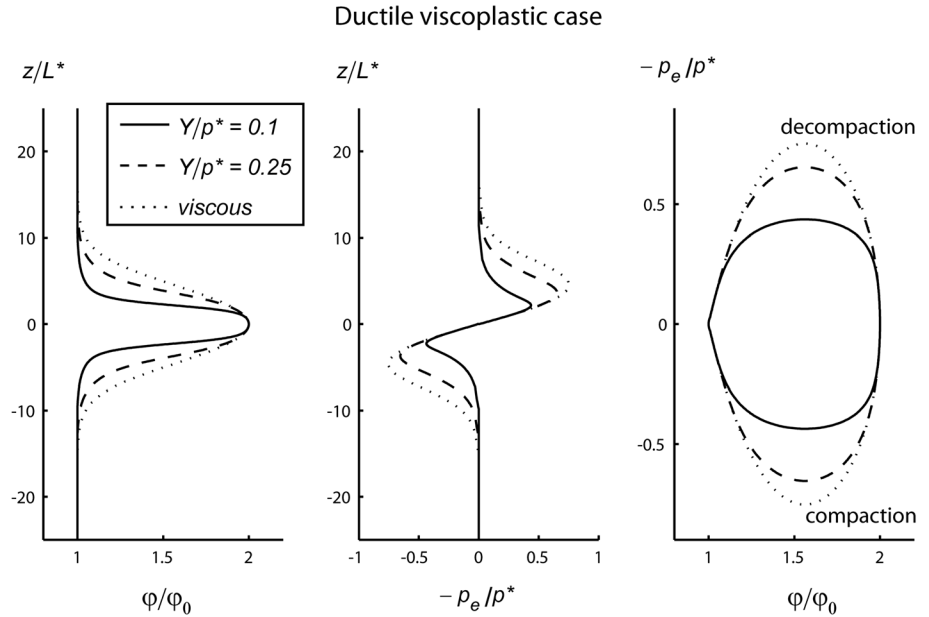 Ductile viscoplastic case
z/L*
Y/p* = 0.1
Y/p* = 0.25
viscous
20
10
0
-10
-20
1
1.5
2
φ/φ0
z/L*
20
10
0
-10
-20
-1
-0.5
0
0.5
1
− pe/p*
− pe/p*
decompaction
0.5
0
-0.5
compaction
1
1.5
2
φ/φ0